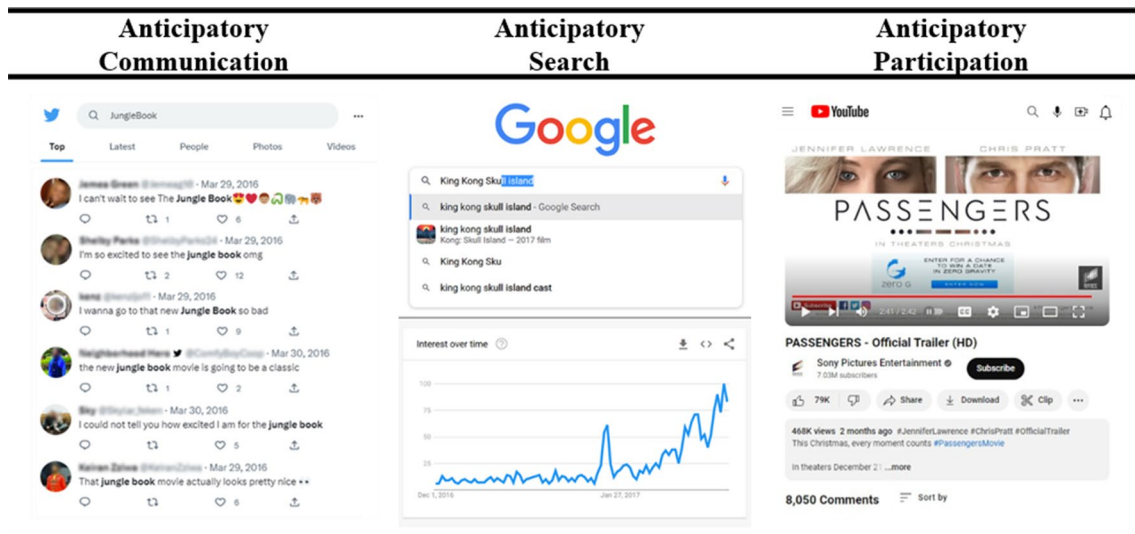 Anticipatory
Communication
Anticipatory
Search
Anticipatory
Participation
JungleBook
Top Latest People Photos Videos
Mar 29, 2016
I can't wait to see The Jungle Book
1 6
Mar 29, 2016
I'm so excited to see the jungle book omg
2 12
Mar 29, 2016
I wanna go to that new Jungle Book so bad
1 9
Mar 30, 2016
the new jungle book movie is going to be a classic
1 2
Mar 30, 2016
I could not tell you how excited I am for the jungle book
5
Mar 29, 2016
That jungle book movie actually looks pretty nice
6
Google
King Kong Skull island
king kong skull island - Google Search
king kong skull island
Kong: Skull Island — 2017 film
King Kong Sku
king kong skull island cast
Interest over time
100
75
50
25
Dec 1, 2016 Jan 27, 2017
YouTube
JENNIFER LAWRENCE CHRIS PRATT
PASSENGERS
IN THEATERS CHRISTMAS
ZERO G
ENTER FOR A CHANCE
TO WIN A DATE
IN ZERO GRAVITY
ENTER NOW
Subscribe
2:41 / 2:42
PASSENGERS - Official Trailer (HD)
Sony Pictures Entertainment
7.03M subscribers
Subscribe
79K Share Download Clip
468K views 2 months ago #JenniferLawrence #ChrisPratt #OfficialTrailer
This Christmas, every moment counts #PassengersMovie
In theaters December 21 ...more
8,050 Comments Sort by